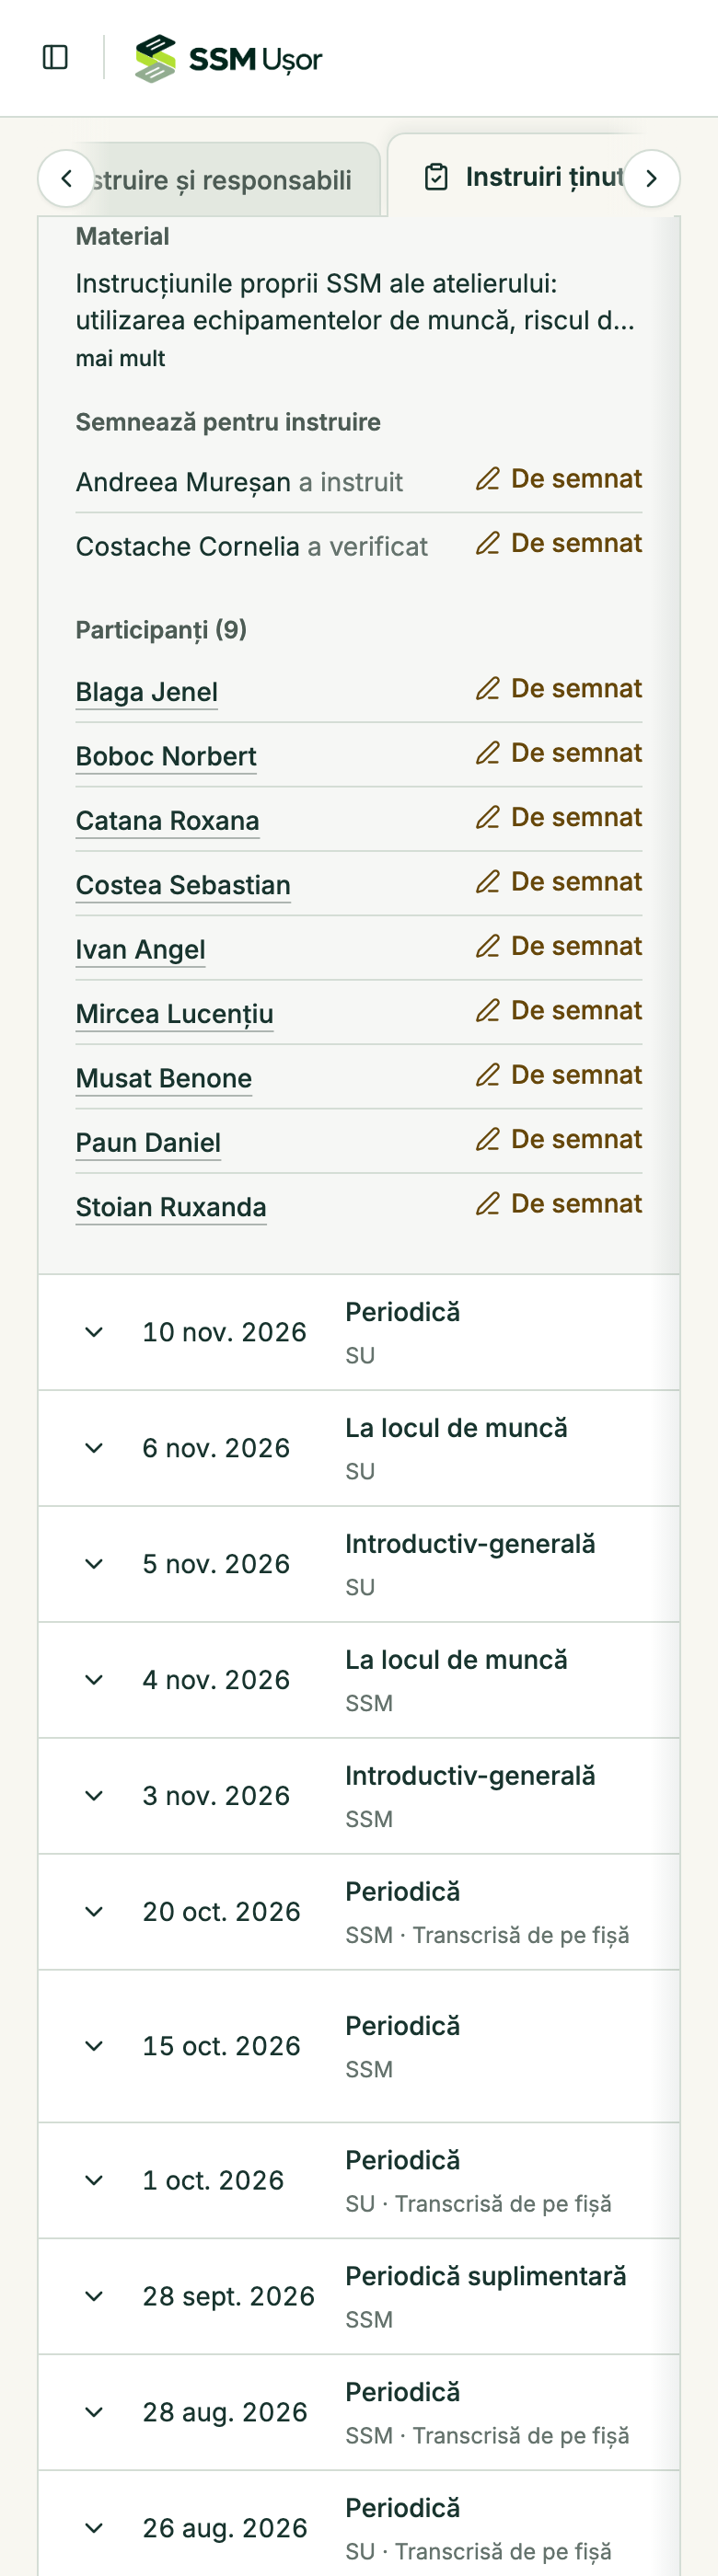 SSM Ușor
struire și responsabili
Instruiri ținut
Material
Instrucțiunile proprii SSM ale atelierului:
utilizarea echipamentelor de muncă, riscul d...
mai mult
Semnează pentru instruire
Andreea Mureșan a instruit De semnat
Costache Cornelia a verificat De semnat
Participanți (9)
Blaga Jenel De semnat
Boboc Norbert De semnat
Catana Roxana De semnat
Costea Sebastian De semnat
Ivan Angel De semnat
Mircea Lucențiu De semnat
Musat Benone De semnat
Paun Daniel De semnat
Stoian Ruxanda De semnat
10 nov. 2026 Periodică
SU
6 nov. 2026 La locul de muncă
SU
5 nov. 2026 Introductiv-generală
SU
4 nov. 2026 La locul de muncă
SSM
3 nov. 2026 Introductiv-generală
SSM
20 oct. 2026 Periodică
SSM · Transcrisă de pe fișă
15 oct. 2026 Periodică
SSM
1 oct. 2026 Periodică
SU · Transcrisă de pe fișă
28 sept. 2026 Periodică suplimentară
SSM
28 aug. 2026 Periodică
SSM · Transcrisă de pe fișă
26 aug. 2026 Periodică
SU · Transcrisă de pe fișă